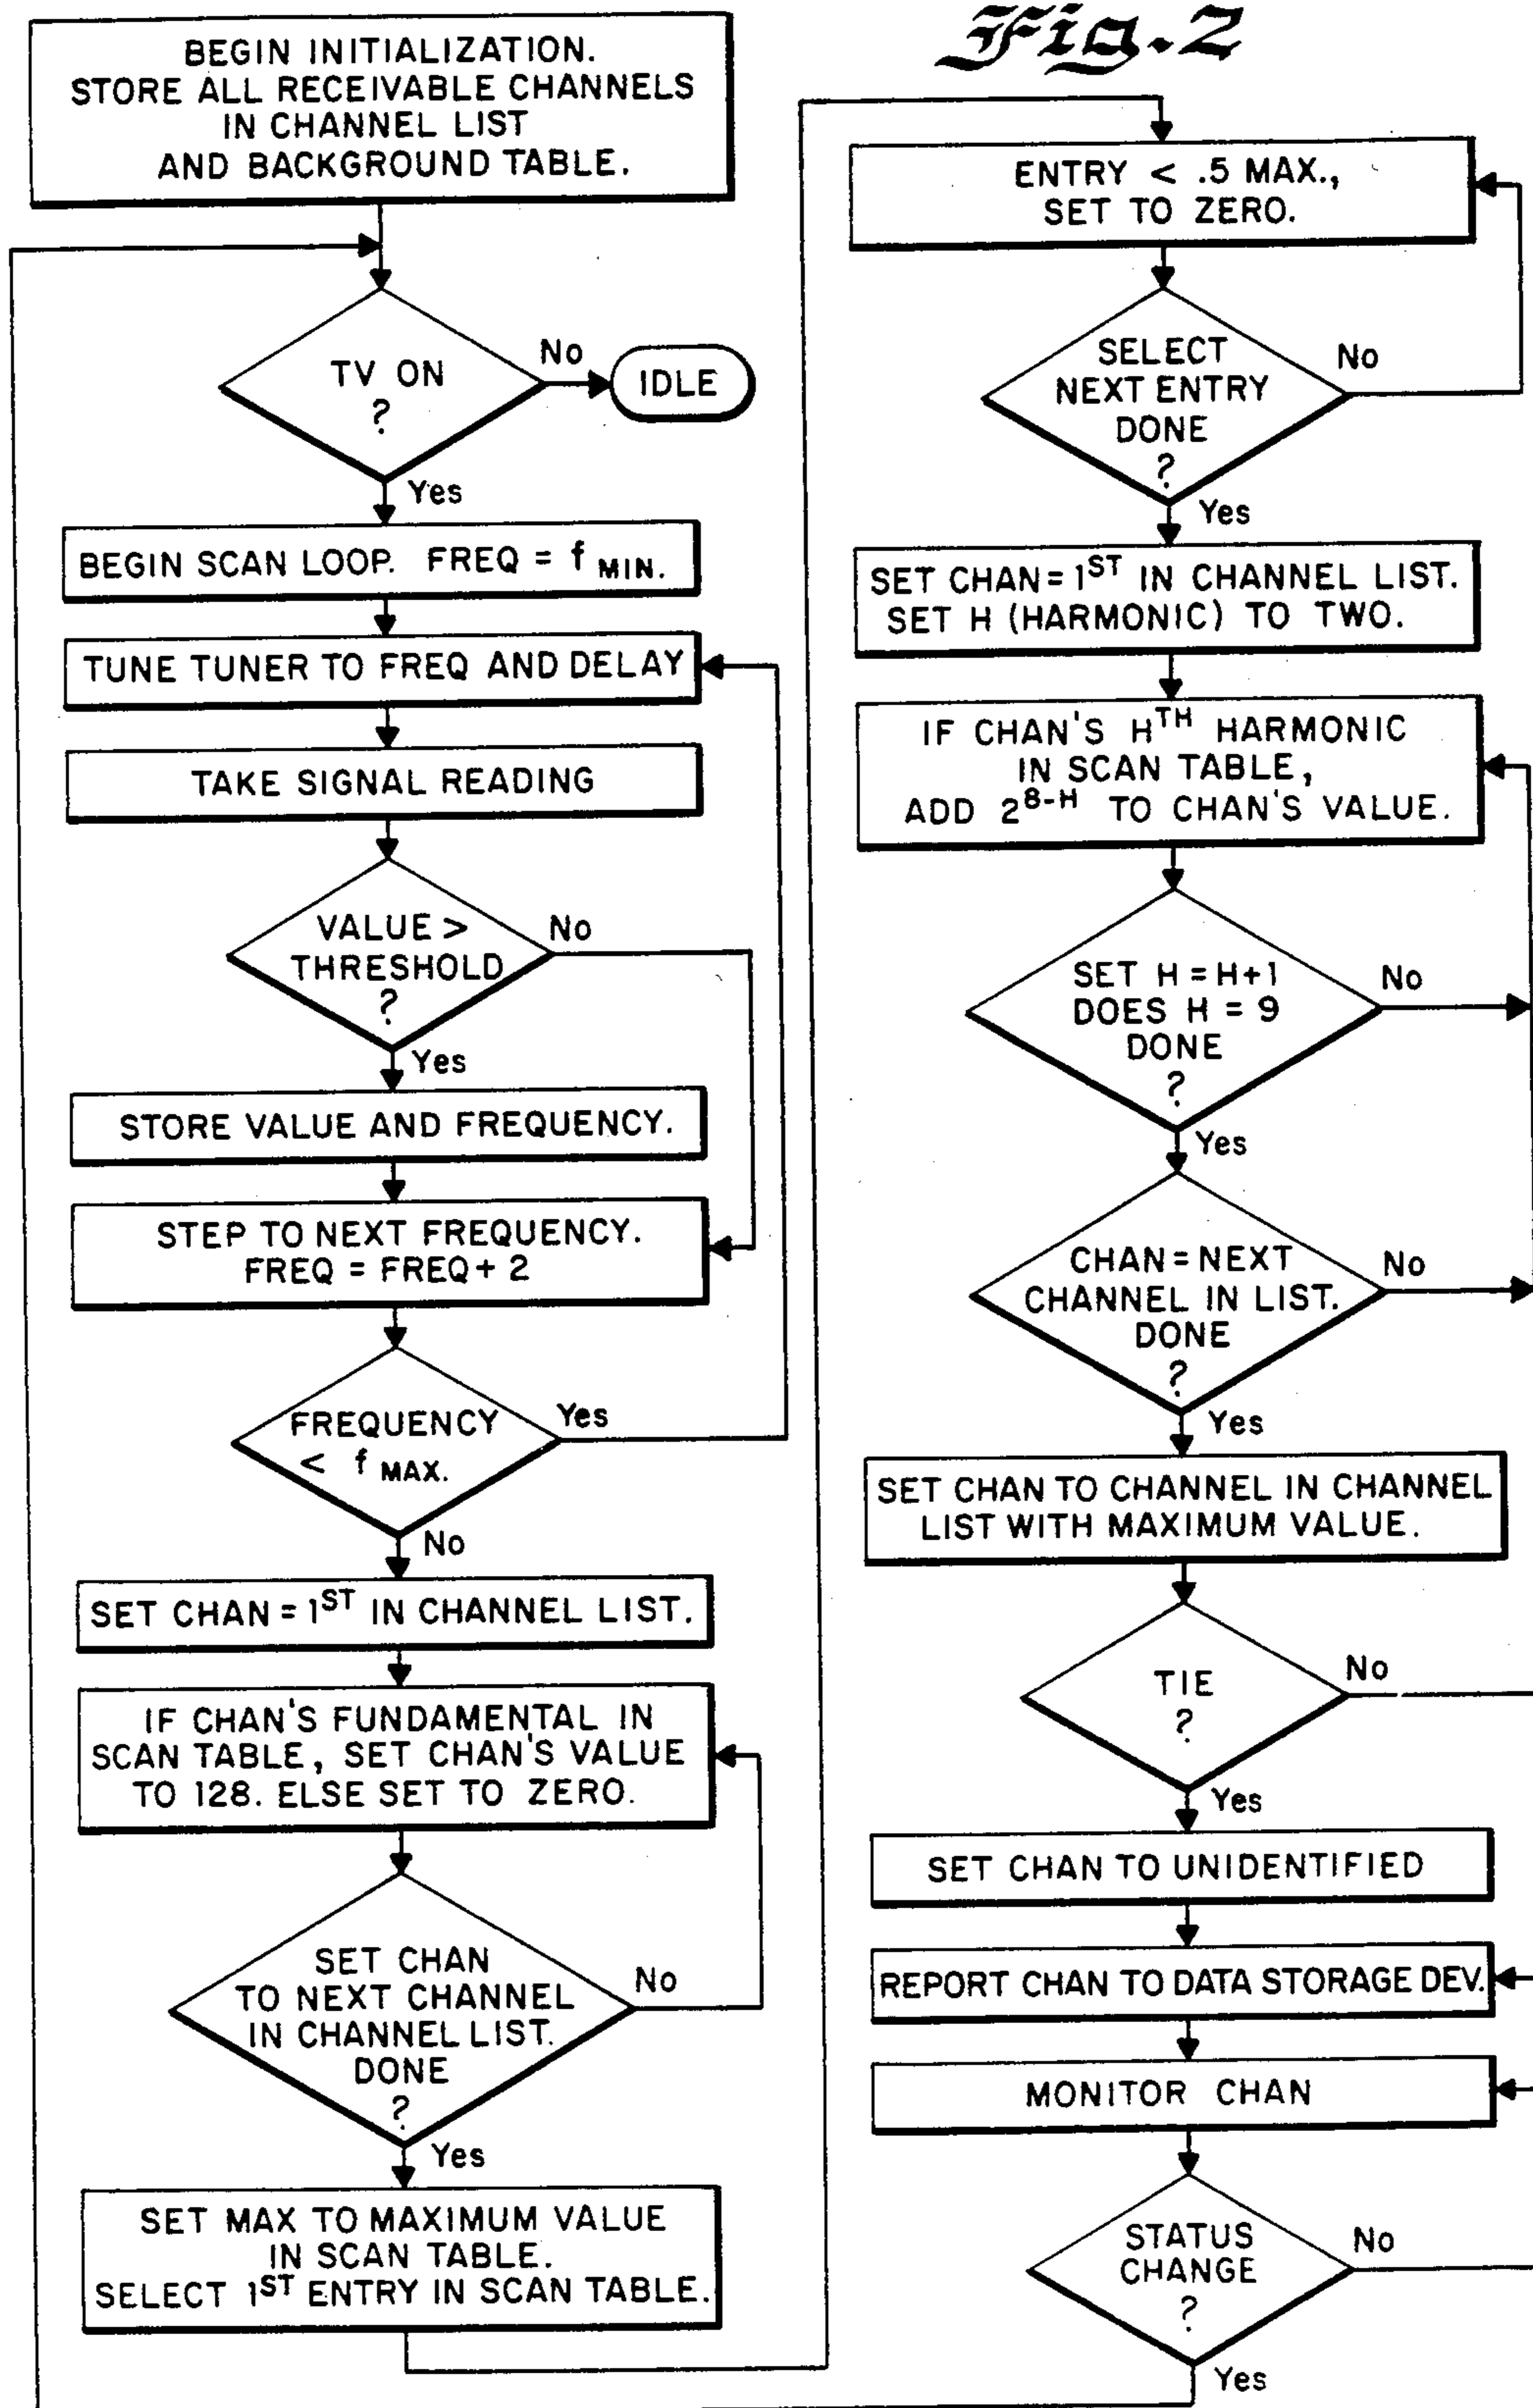 Fig. 2
BEGIN INITIALIZATION.
STORE ALL RECEIVABLE CHANNELS
IN CHANNEL LIST
AND BACKGROUND TABLE.
TV ON
?
No
IDLE
Yes
BEGIN SCAN LOOP. FREQ = f MIN.
TUNE TUNER TO FREQ AND DELAY
TAKE SIGNAL READING
VALUE >
THRESHOLD
?
No
Yes
STORE VALUE AND FREQUENCY.
STEP TO NEXT FREQUENCY.
FREQ = FREQ + 2
FREQUENCY
< f MAX.
Yes
No
SET CHAN = 1ST IN CHANNEL LIST.
IF CHAN'S FUNDAMENTAL IN
SCAN TABLE, SET CHAN'S VALUE
TO 128. ELSE SET TO ZERO.
SET CHAN
TO NEXT CHANNEL
IN CHANNEL LIST.
DONE
?
No
Yes
SET MAX TO MAXIMUM VALUE
IN SCAN TABLE.
SELECT 1ST ENTRY IN SCAN TABLE.
ENTRY < .5 MAX.,
SET TO ZERO.
SELECT
NEXT ENTRY
DONE
?
No
Yes
SET CHAN = 1ST IN CHANNEL LIST.
SET H (HARMONIC) TO TWO.
IF CHAN'S HTH HARMONIC
IN SCAN TABLE,
ADD 2^8-H TO CHAN'S VALUE.
SET H = H+1
DOES H = 9
DONE
?
No
Yes
CHAN = NEXT
CHANNEL IN LIST.
DONE
?
No
Yes
SET CHAN TO CHANNEL IN CHANNEL
LIST WITH MAXIMUM VALUE.
TIE
?
No
Yes
SET CHAN TO UNIDENTIFIED
REPORT CHAN TO DATA STORAGE DEV.
MONITOR CHAN
STATUS
CHANGE
?
No
Yes